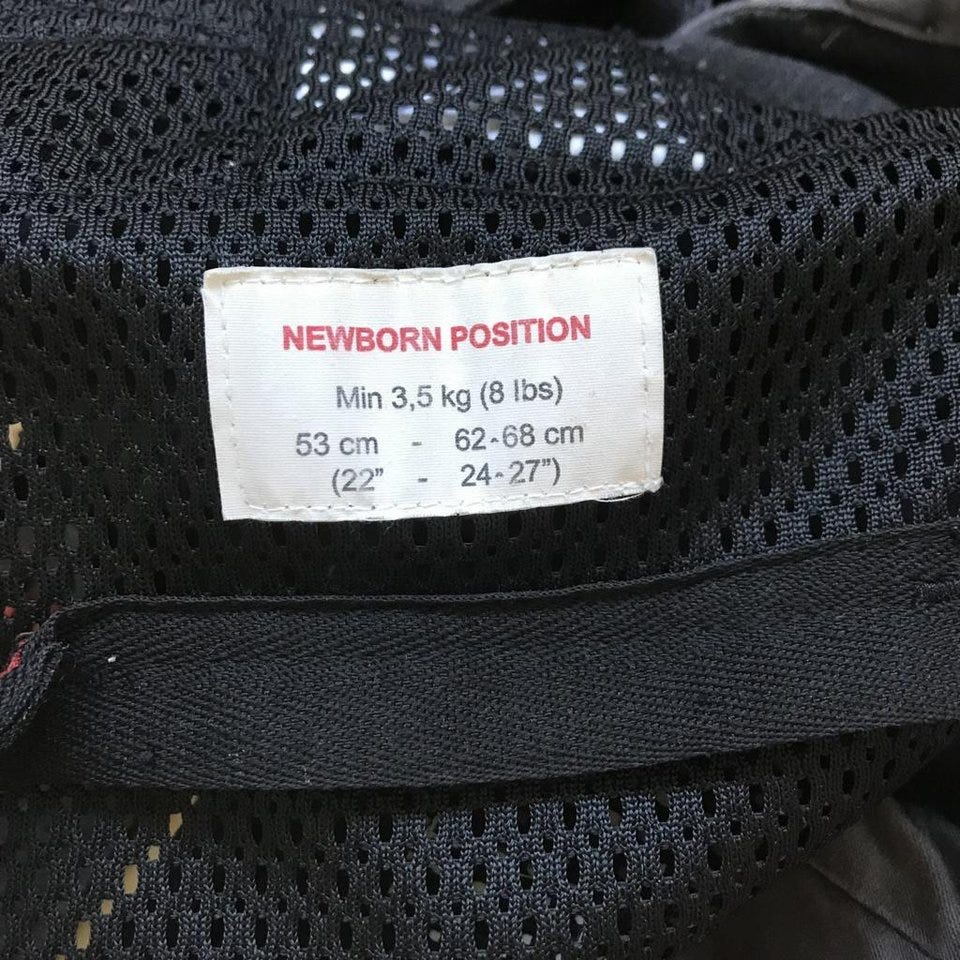 NEWBORN POSITION
Min 3,5 kg (8 lbs)
53 cm - 62-68 cm
(22” - 24-27”)